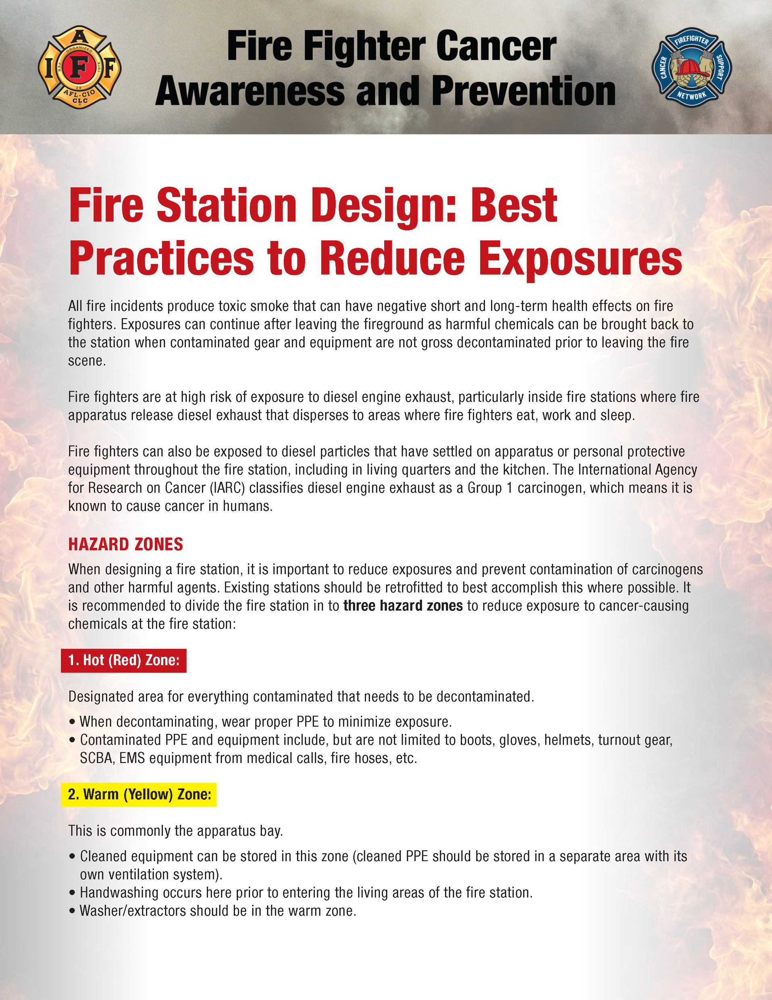 A
ORGANIZED
I F F
FEB 1918
28
AFL-CIO
CLC
®
Fire Fighter Cancer
Awareness and Prevention
FIREFIGHTER
CANCER
SUPPORT
NETWORK
Fire Station Design: Best
Practices to Reduce Exposures
All fire incidents produce toxic smoke that can have negative short and long-term health effects on fire
fighters. Exposures can continue after leaving the fireground as harmful chemicals can be brought back to
the station when contaminated gear and equipment are not gross decontaminated prior to leaving the fire
scene.
Fire fighters are at high risk of exposure to diesel engine exhaust, particularly inside fire stations where fire
apparatus release diesel exhaust that disperses to areas where fire fighters eat, work and sleep.
Fire fighters can also be exposed to diesel particles that have settled on apparatus or personal protective
equipment throughout the fire station, including in living quarters and the kitchen. The International Agency
for Research on Cancer (IARC) classifies diesel engine exhaust as a Group 1 carcinogen, which means it is
known to cause cancer in humans.
HAZARD ZONES
When designing a fire station, it is important to reduce exposures and prevent contamination of carcinogens
and other harmful agents. Existing stations should be retrofitted to best accomplish this where possible. It
is recommended to divide the fire station in to three hazard zones to reduce exposure to cancer-causing
chemicals at the fire station:
1. Hot (Red) Zone:
Designated area for everything contaminated that needs to be decontaminated.
• When decontaminating, wear proper PPE to minimize exposure.
• Contaminated PPE and equipment include, but are not limited to boots, gloves, helmets, turnout gear,
SCBA, EMS equipment from medical calls, fire hoses, etc.
2. Warm (Yellow) Zone:
This is commonly the apparatus bay.
• Cleaned equipment can be stored in this zone (cleaned PPE should be stored in a separate area with its
own ventilation system).
• Handwashing occurs here prior to entering the living areas of the fire station.
• Washer/extractors should be in the warm zone.